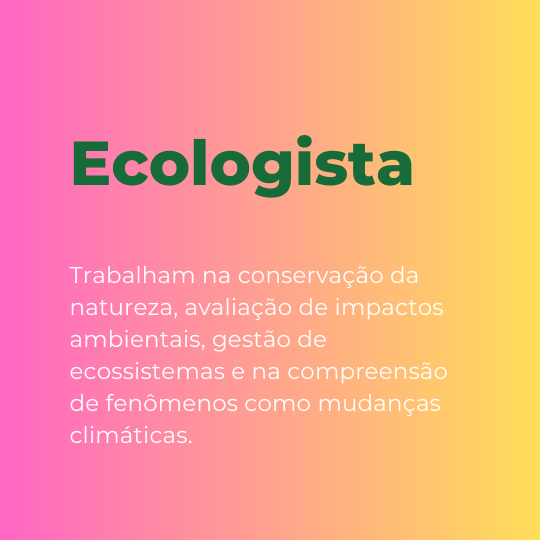 Ecologista
Trabalham na conservação da
natureza, avaliação de impactos
ambientais, gestão de
ecossistemas e na compreensão
de fenômenos como mudanças
climáticas.